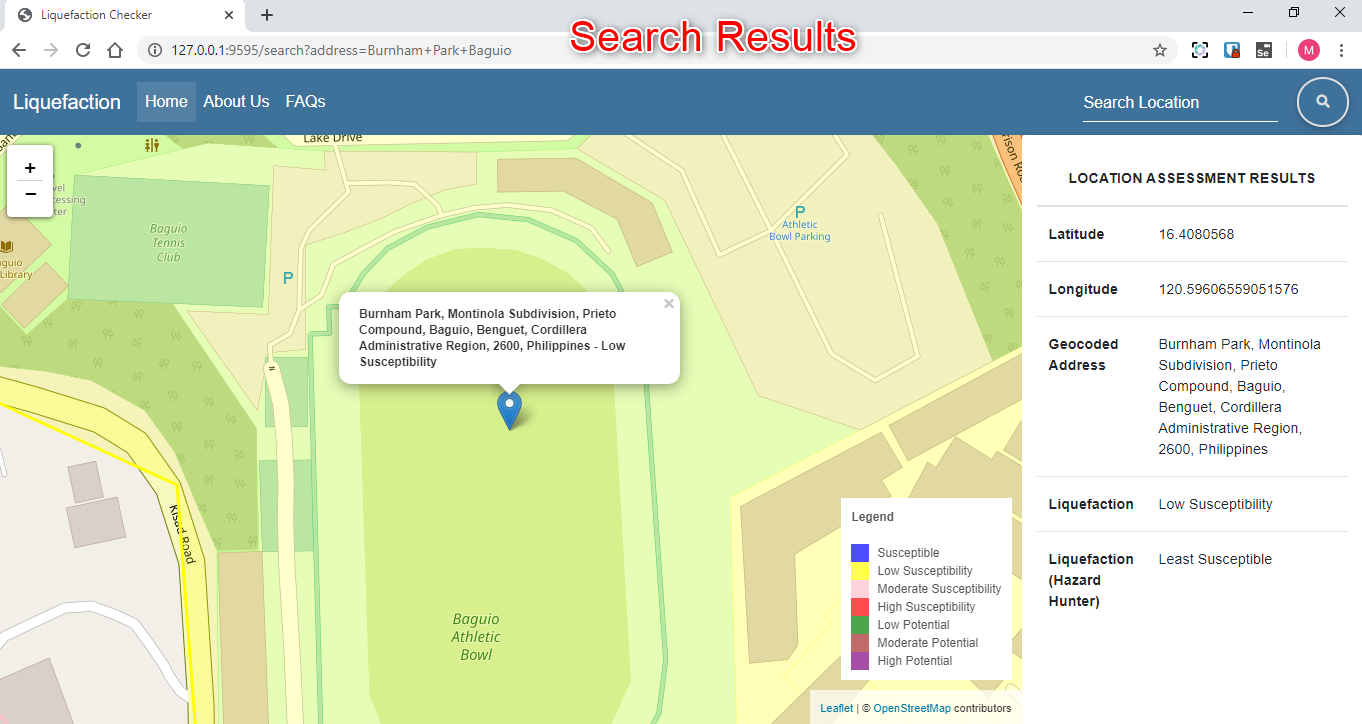 Liquefaction Checker
Search Results
127.0.0.1:9595/search?address=Burnham+Park+Baguio
Se
M
Liquefaction
Home
About Us
FAQs
Search Location
+
−
Lake Drive
Baguio
Tennis
Club
Library
P
P
Athletic
Bowl Parking
Burnham Park, Montinola Subdivision, Prieto
Compound, Baguio, Benguet, Cordillera
Administrative Region, 2600, Philippines - Low
Susceptibility
×
Kisad Road
Baguio
Athletic
Bowl
Legend
Susceptible
Low Susceptibility
Moderate Susceptibility
High Susceptibility
Low Potential
Moderate Potential
High Potential
Leaflet | © OpenStreetMap contributors
LOCATION ASSESSMENT RESULTS
Latitude 16.4080568
Longitude 120.59606559051576
Geocoded Burnham Park, Montinola
Address Subdivision, Prieto
Compound, Baguio,
Benguet, Cordillera
Administrative Region,
2600, Philippines
Liquefaction Low Susceptibility
Liquefaction Least Susceptible
(Hazard
Hunter)